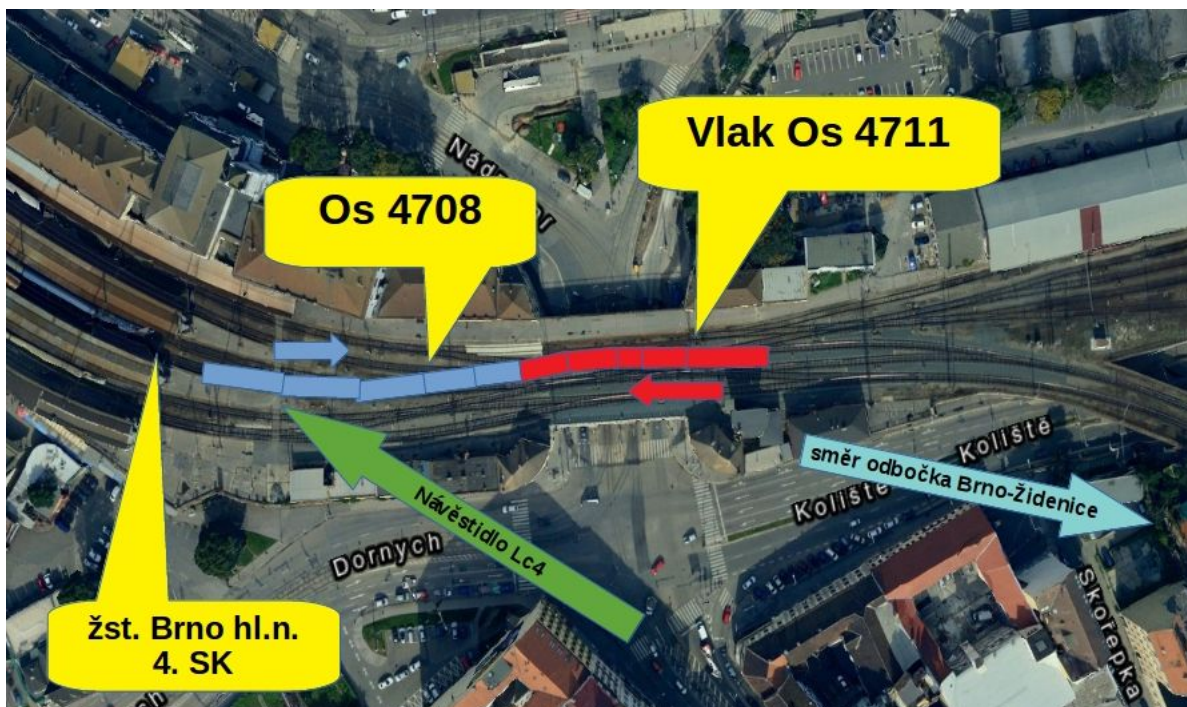 Vlak Os 4711
Os 4708
Nádražní
Koliště
směr odbočka Brno-Židenice
Koliště
Návěstidlo Lc4
Dornych
Skořepka
žst. Brno hl.n.
4. SK